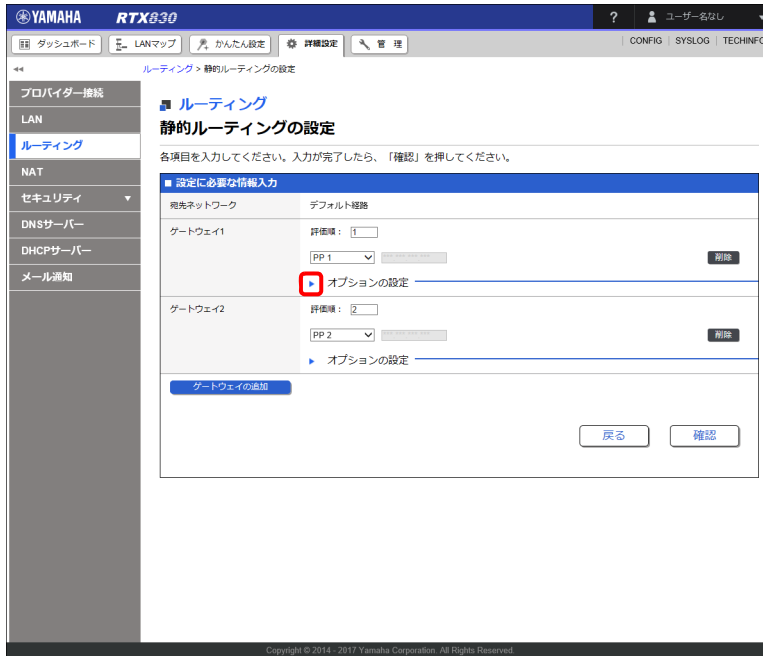 YAMAHA RTX830 ? ユーザー名なし
ダッシュボード LANマップ かんたん設定 詳細設定 管 理 CONFIG SYSLOG TECHINFO
ルーティング > 静的ルーティングの設定
プロバイダー接続
LAN
ルーティング
NAT
セキュリティ
DNSサーバー
DHCPサーバー
メール通知
ルーティング
静的ルーティングの設定
各項目を入力してください。入力が完了したら、「確認」を押してください。
■ 設定に必要な情報入力
宛先ネットワーク デフォルト経路
ゲートウェイ1 評価順: 1
PP 1 削除
オプションの設定
ゲートウェイ2 評価順: 2
PP 2 削除
オプションの設定
ゲートウェイの追加
戻る 確認
Copyright © 2014 - 2017 Yamaha Corporation. All Rights Reserved.